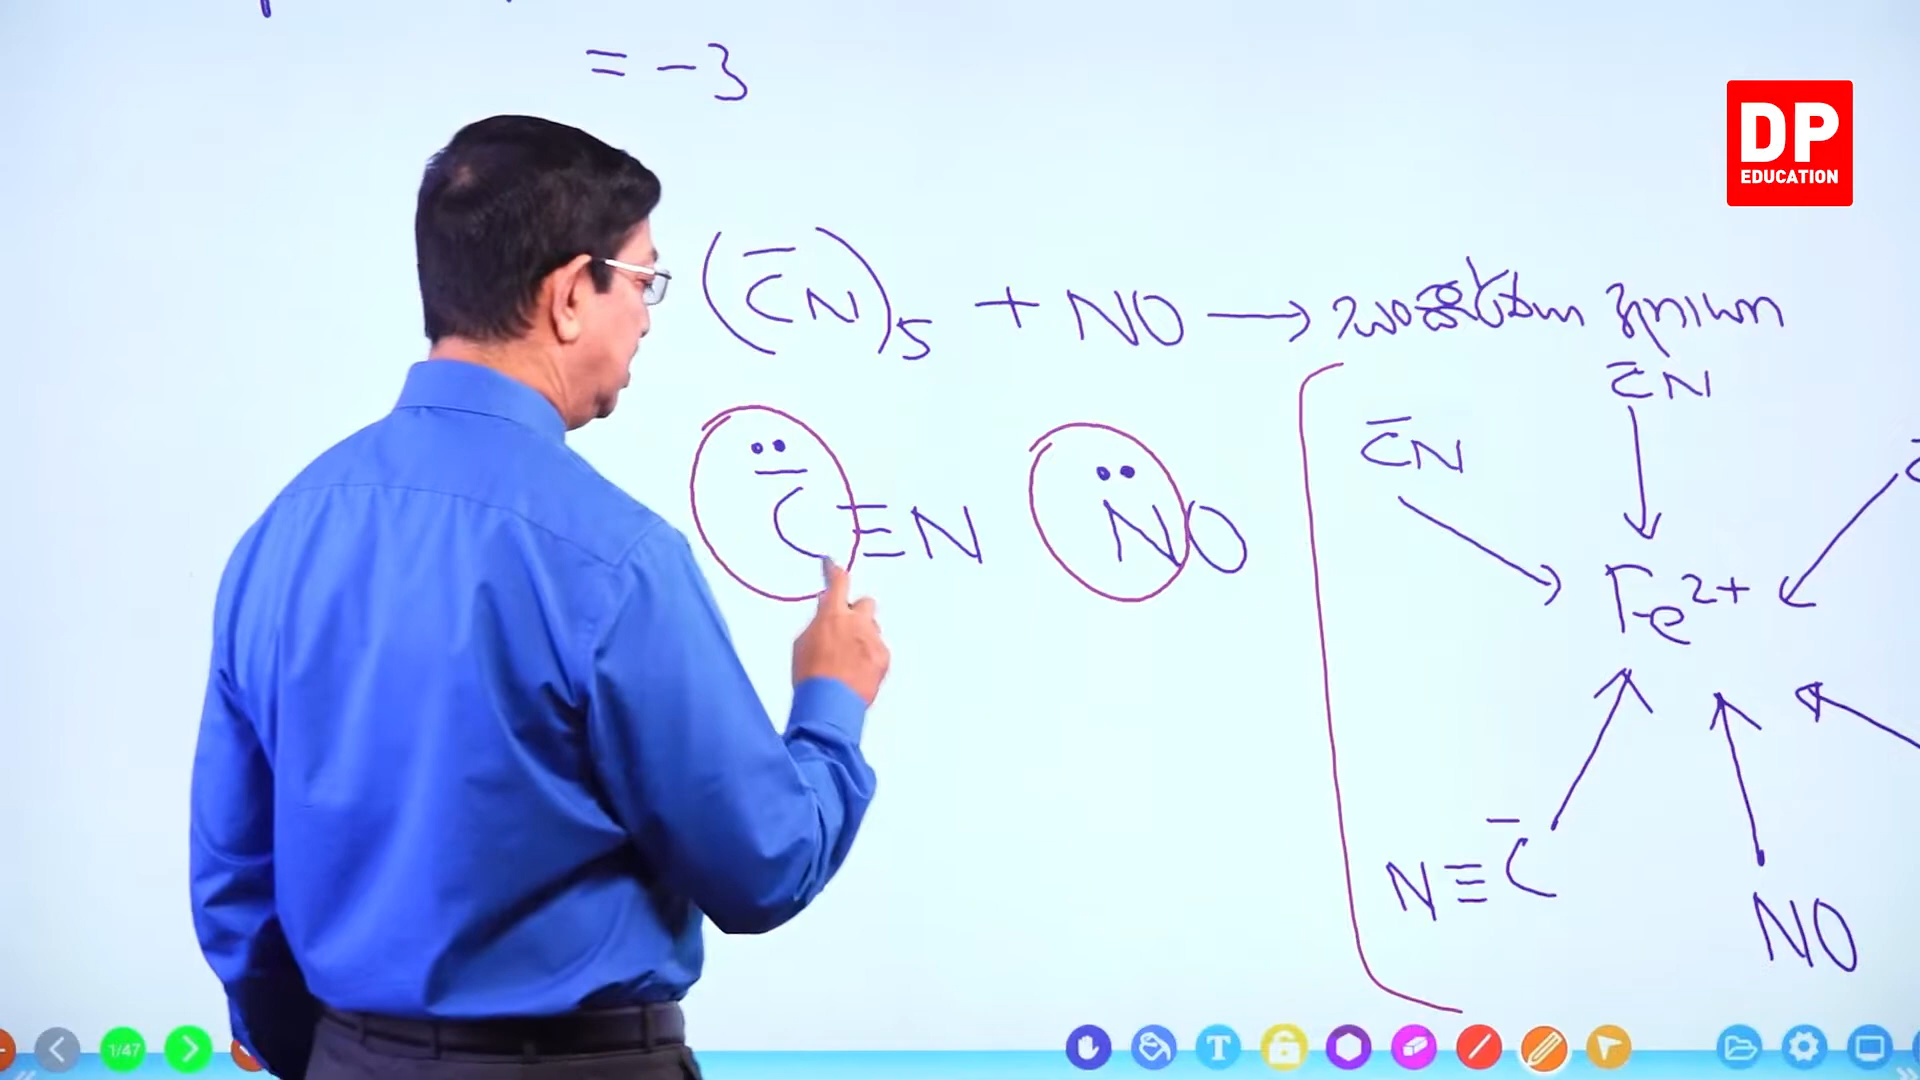 = -3
DP
EDUCATION
(C̄N)₅ + NO →
C̄N
C̄N
C̄≡N NO
Fe²⁺
N≡C̄
NO
1/47
T